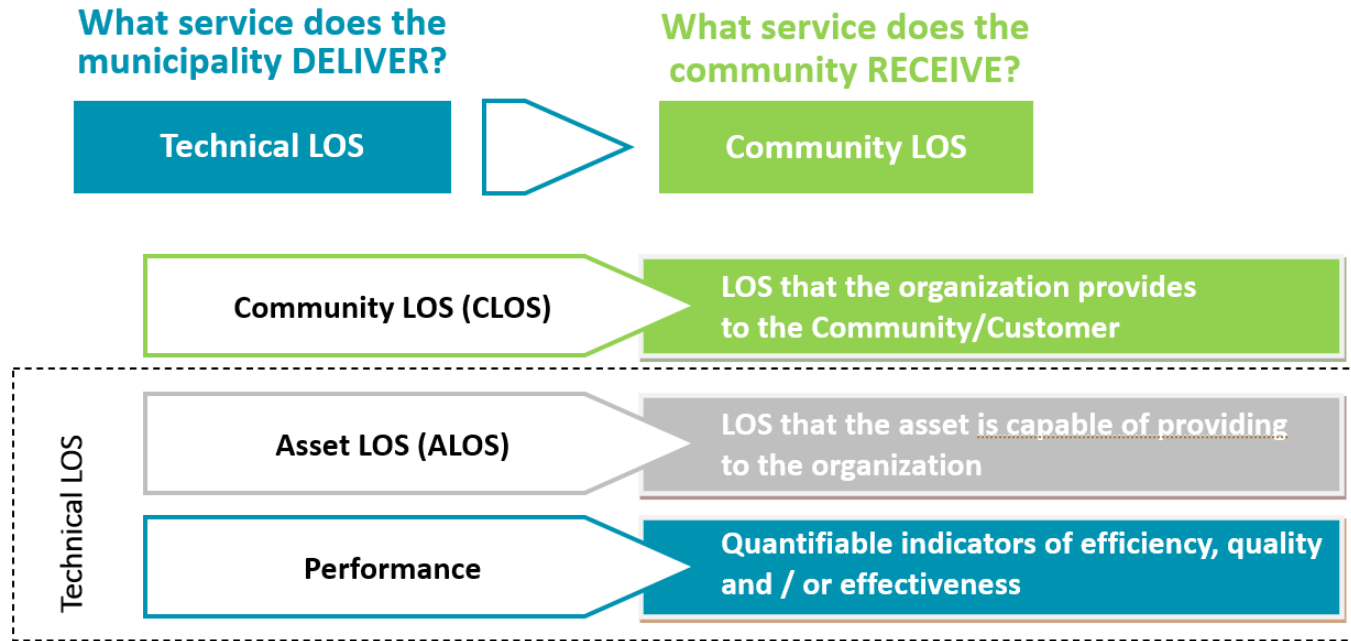 What service does the
municipality DELIVER?
What service does the
community RECEIVE?
Technical LOS
Community LOS
Community LOS (CLOS)
LOS that the organization provides
to the Community/Customer
Technical LOS
Asset LOS (ALOS)
LOS that the asset is capable of providing
to the organization
Performance
Quantifiable indicators of efficiency, quality
and / or effectiveness